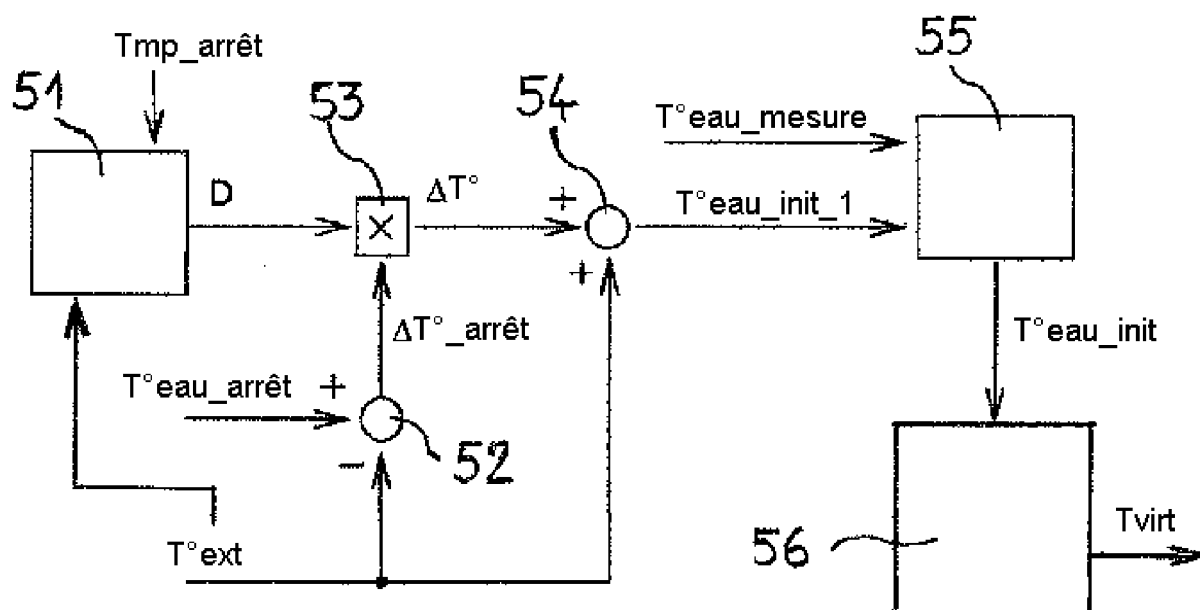 Tmp_arrêt
51
53
54
55
T°eau_mesure
D
×
ΔT°
+
T°eau_init_1
+
ΔT°_arrêt
T°eau_init
T°eau_arrêt
+
-
52
T°ext
56
Tvirt